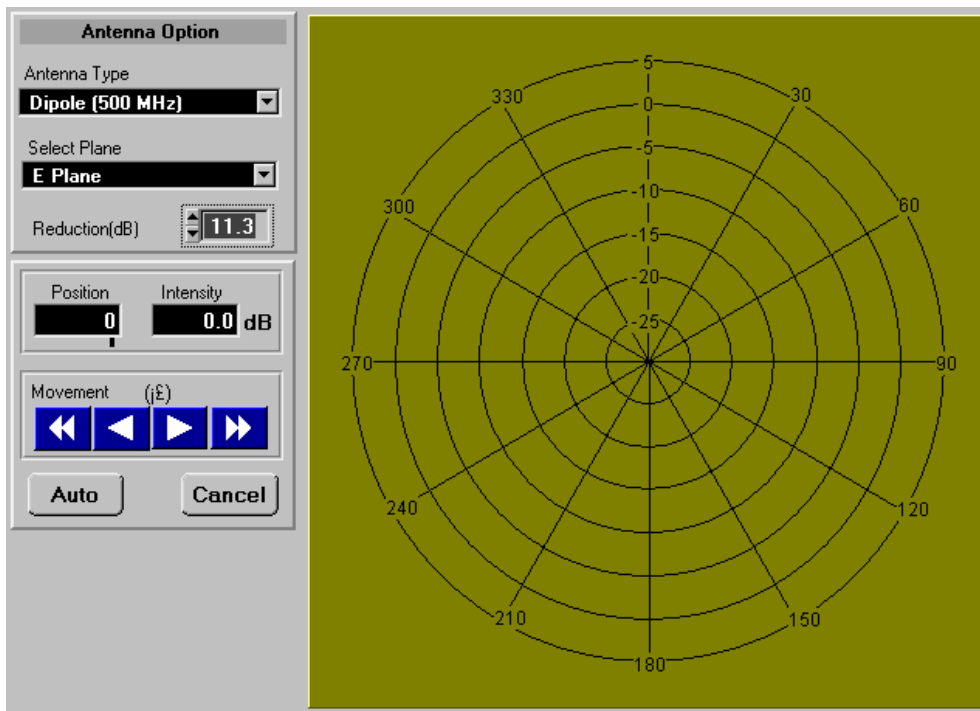 Antenna Option
Antenna Type
Dipole (500 MHz)
Select Plane
E Plane
Reduction(dB) 11.3
Position Intensity
0 0.0 dB
Movement (¡£)
Auto Cancel
5
330 30
0
-5
300 -10 60
-15
-20
-25
270 90
240 120
210 150
180